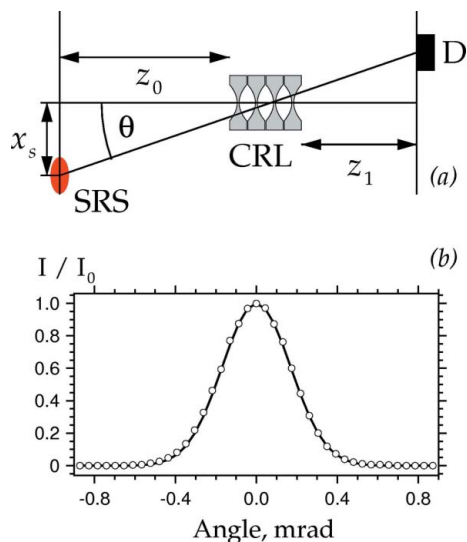 D
z₀
θ
xₛ
CRL
z₁
SRS
(a)
I / I₀
(b)
1.0
0.8
0.6
0.4
0.2
0
-0.8
-0.4
0.0
0.4
0.8
Angle, mrad